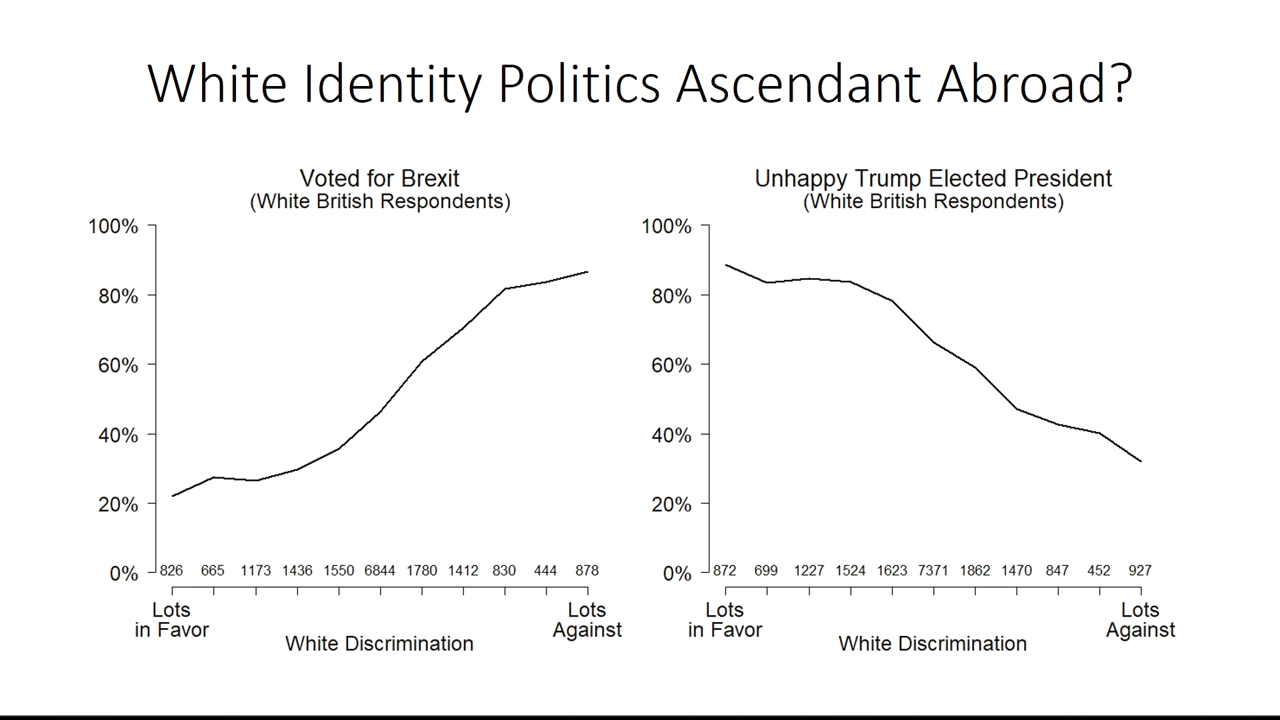 White Identity Politics Ascendant Abroad?
Voted for Brexit
(White British Respondents)
100%
80%
60%
40%
20%
0%
826 665 1173 1436 1550 6844 1780 1412 830 444 878
Lots
in Favor
Lots
Against
White Discrimination
Unhappy Trump Elected President
(White British Respondents)
100%
80%
60%
40%
20%
0%
872 699 1227 1524 1623 7371 1862 1470 847 452 927
Lots
in Favor
Lots
Against
White Discrimination